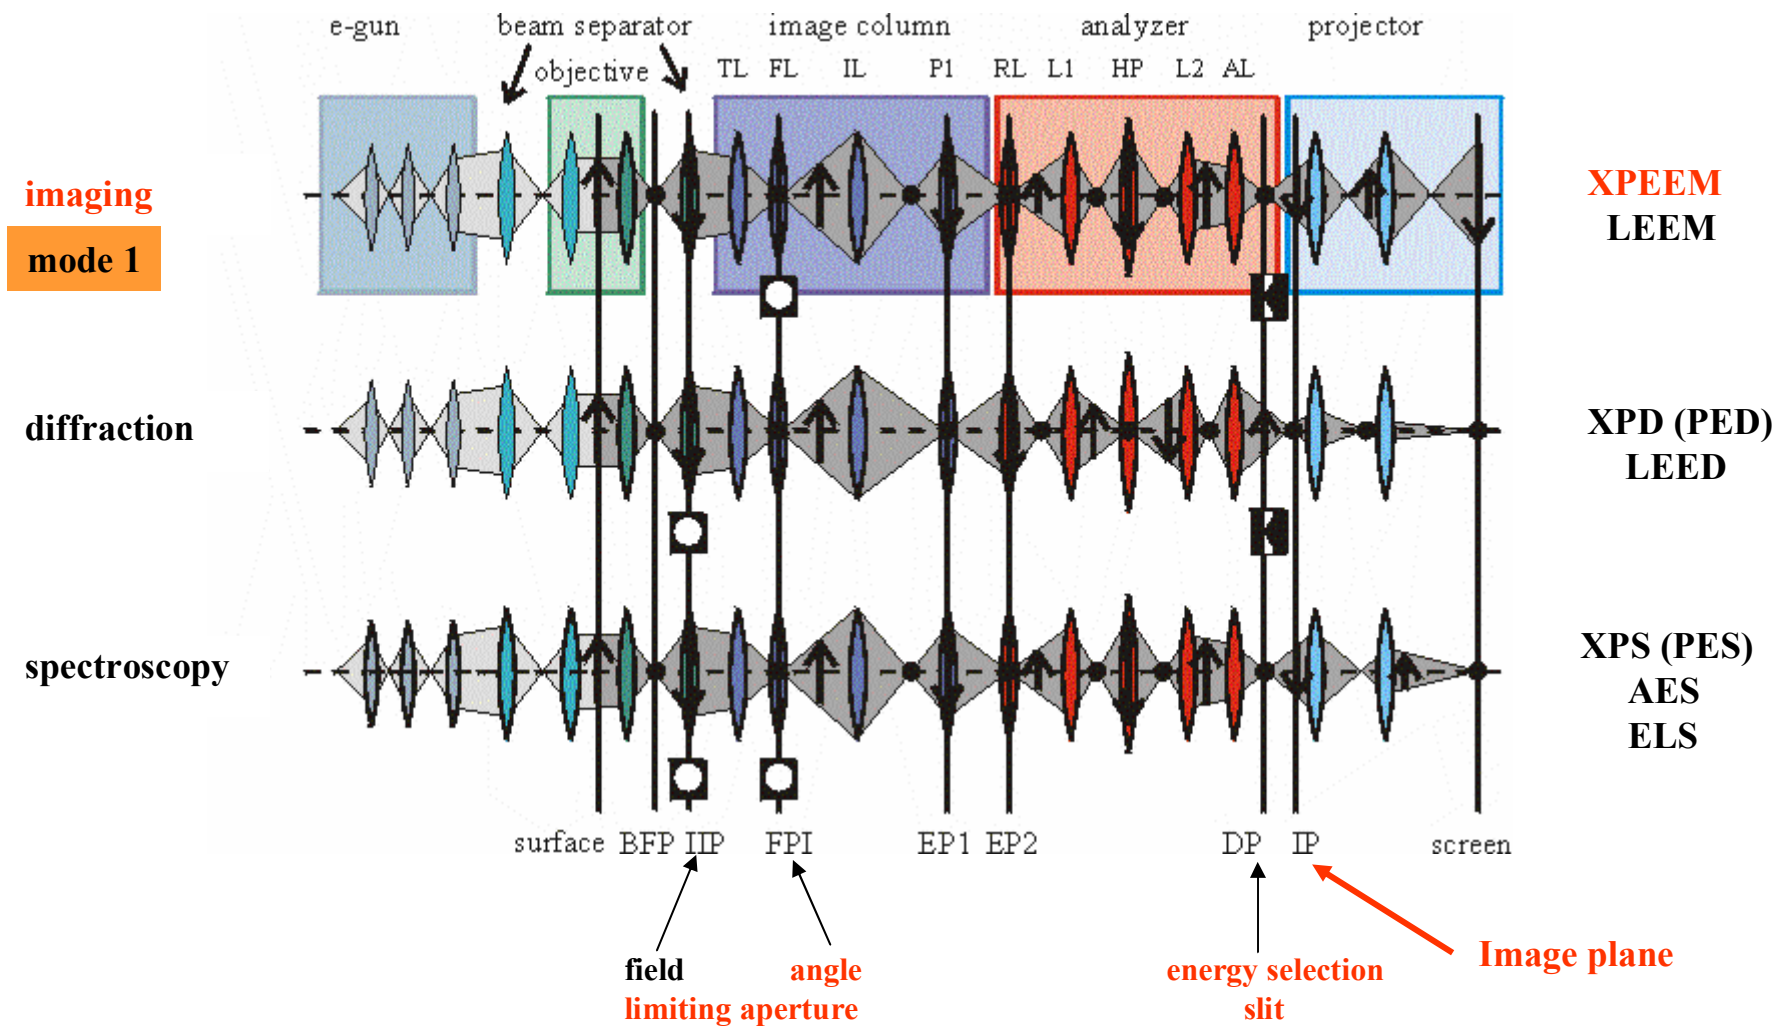 e-gun beam separator image column analyzer projector
objective TL FL IL P1 RL L1 HP L2 AL
imaging
mode 1
XPEEM
LEEM
diffraction
XPD (PED)
LEED
spectroscopy
XPS (PES)
AES
ELS
surface BFP IIP FPI EP1 EP2 DP IP screen
field angle
limiting aperture
energy selection
slit
Image plane